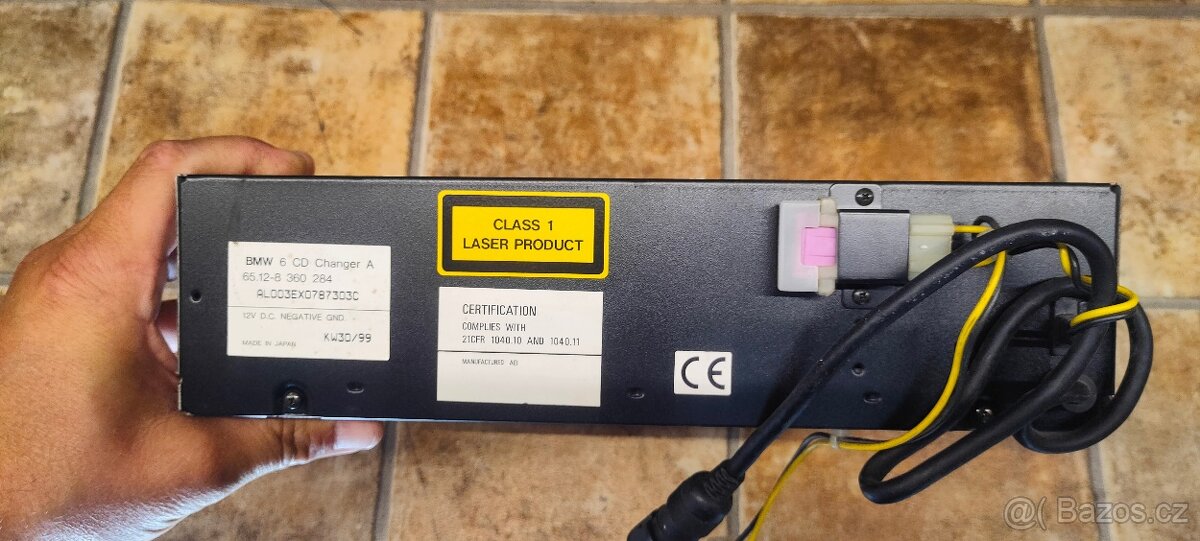 BMW 6 CD Changer A
65.12-8 360 284
AL003EX0787303C
12V D.C. NEGATIVE GND.
MADE IN JAPAN
KW30/99
CLASS 1
LASER PRODUCT
CERTIFICATION
COMPLIES WITH
21CFR 1040.10 AND 1040.11
MANUFACTURED
CE
@( Bazos.cz